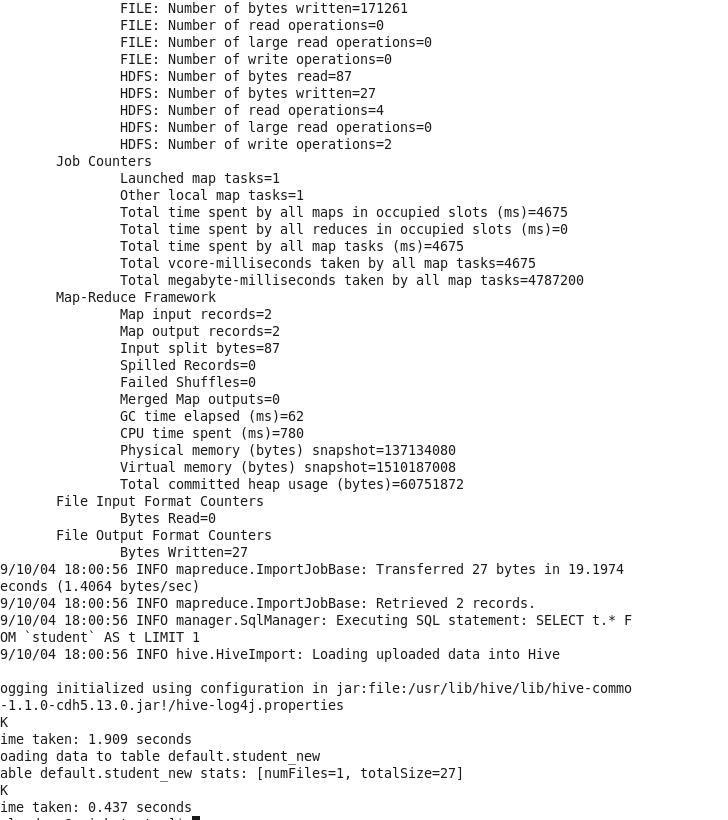 FILE: Number of bytes written=171261
FILE: Number of read operations=0
FILE: Number of large read operations=0
FILE: Number of write operations=0
HDFS: Number of bytes read=87
HDFS: Number of bytes written=27
HDFS: Number of read operations=4
HDFS: Number of large read operations=0
HDFS: Number of write operations=2
Job Counters
Launched map tasks=1
Other local map tasks=1
Total time spent by all maps in occupied slots (ms)=4675
Total time spent by all reduces in occupied slots (ms)=0
Total time spent by all map tasks (ms)=4675
Total vcore-milliseconds taken by all map tasks=4675
Total megabyte-milliseconds taken by all map tasks=4787200
Map-Reduce Framework
Map input records=2
Map output records=2
Input split bytes=87
Spilled Records=0
Failed Shuffles=0
Merged Map outputs=0
GC time elapsed (ms)=62
CPU time spent (ms)=780
Physical memory (bytes) snapshot=137134080
Virtual memory (bytes) snapshot=1510187008
Total committed heap usage (bytes)=60751872
File Input Format Counters
Bytes Read=0
File Output Format Counters
Bytes Written=27
9/10/04 18:00:56 INFO mapreduce.ImportJobBase: Transferred 27 bytes in 19.1974
econds (1.4064 bytes/sec)
9/10/04 18:00:56 INFO mapreduce.ImportJobBase: Retrieved 2 records.
9/10/04 18:00:56 INFO manager.SqlManager: Executing SQL statement: SELECT t.* F
OM `student` AS t LIMIT 1
9/10/04 18:00:56 INFO hive.HiveImport: Loading uploaded data into Hive
ogging initialized using configuration in jar:file:/usr/lib/hive/lib/hive-commo
-1.1.0-cdh5.13.0.jar!/hive-log4j.properties
K
ime taken: 1.909 seconds
oading data to table default.student_new
able default.student_new stats: [numFiles=1, totalSize=27]
K
ime taken: 0.437 seconds